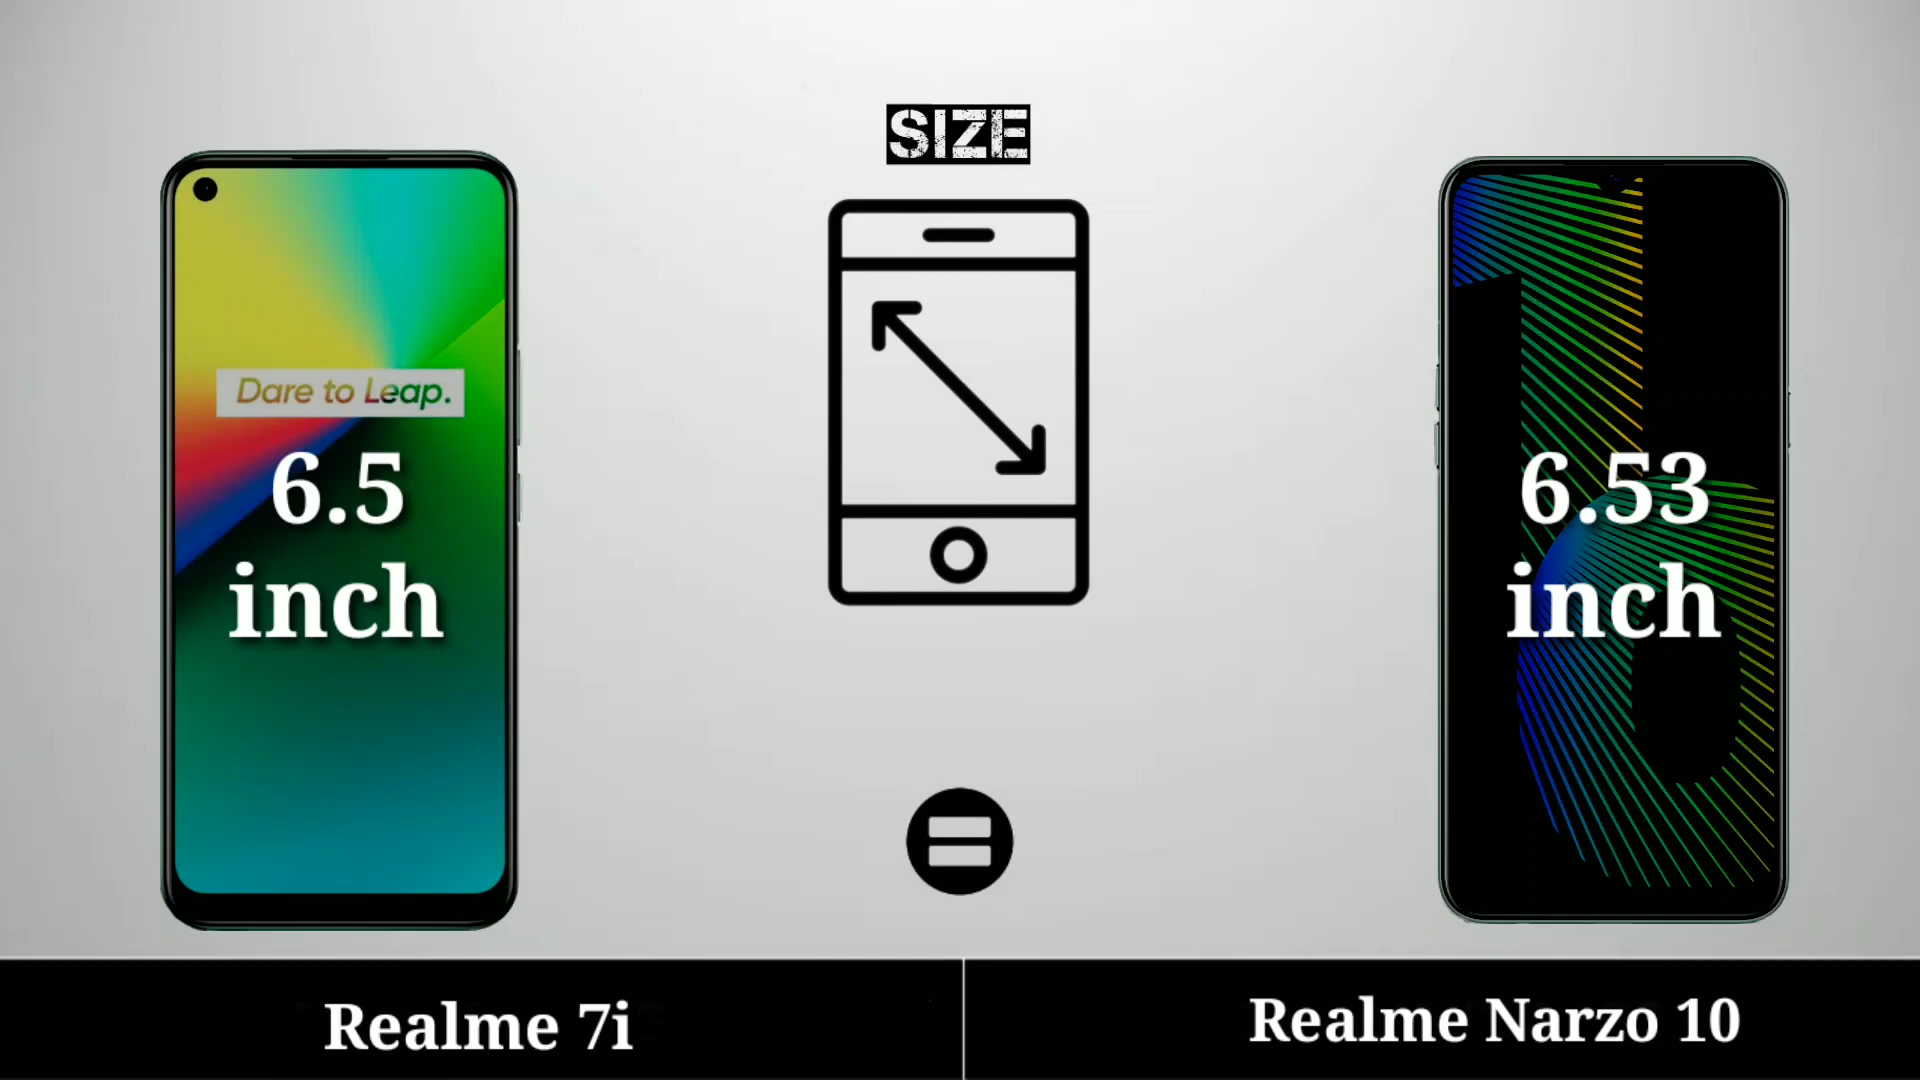 SIZE
Dare to Leap.
6.5
inch
6.53
inch
Realme 7i
Realme Narzo 10